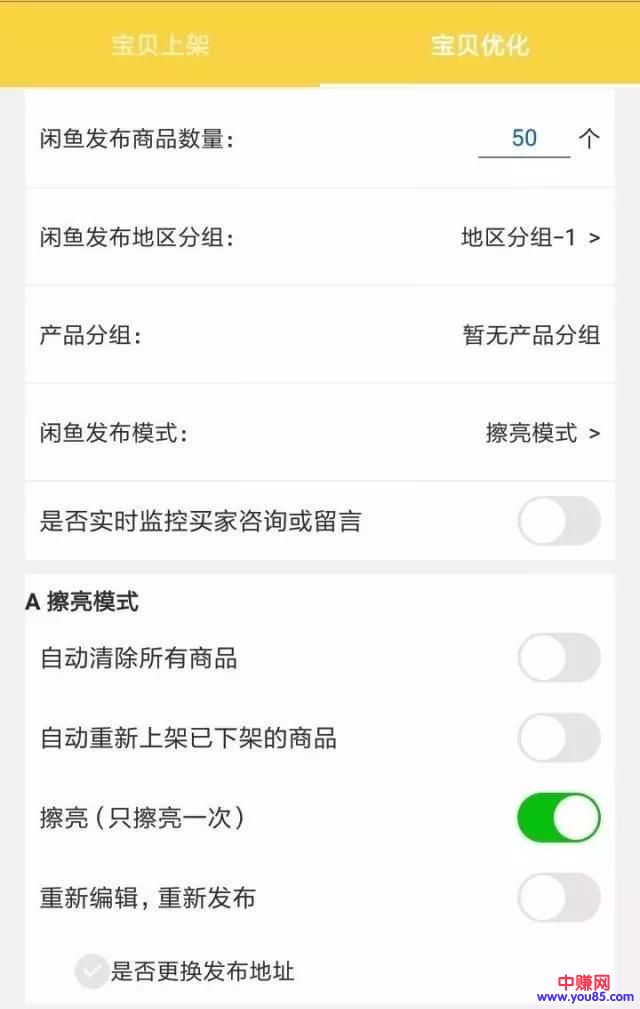 宝贝上架 宝贝优化
闲鱼发布商品数量： 50 个
闲鱼发布地区分组： 地区分组-1 >
产品分组： 暂无产品分组
闲鱼发布模式： 擦亮模式 >
是否实时监控买家咨询或留言
A 擦亮模式
自动清除所有商品
自动重新上架已下架的商品
擦亮（只擦亮一次）
重新编辑，重新发布
是否更换发布地址
中赚网
www.you85.com